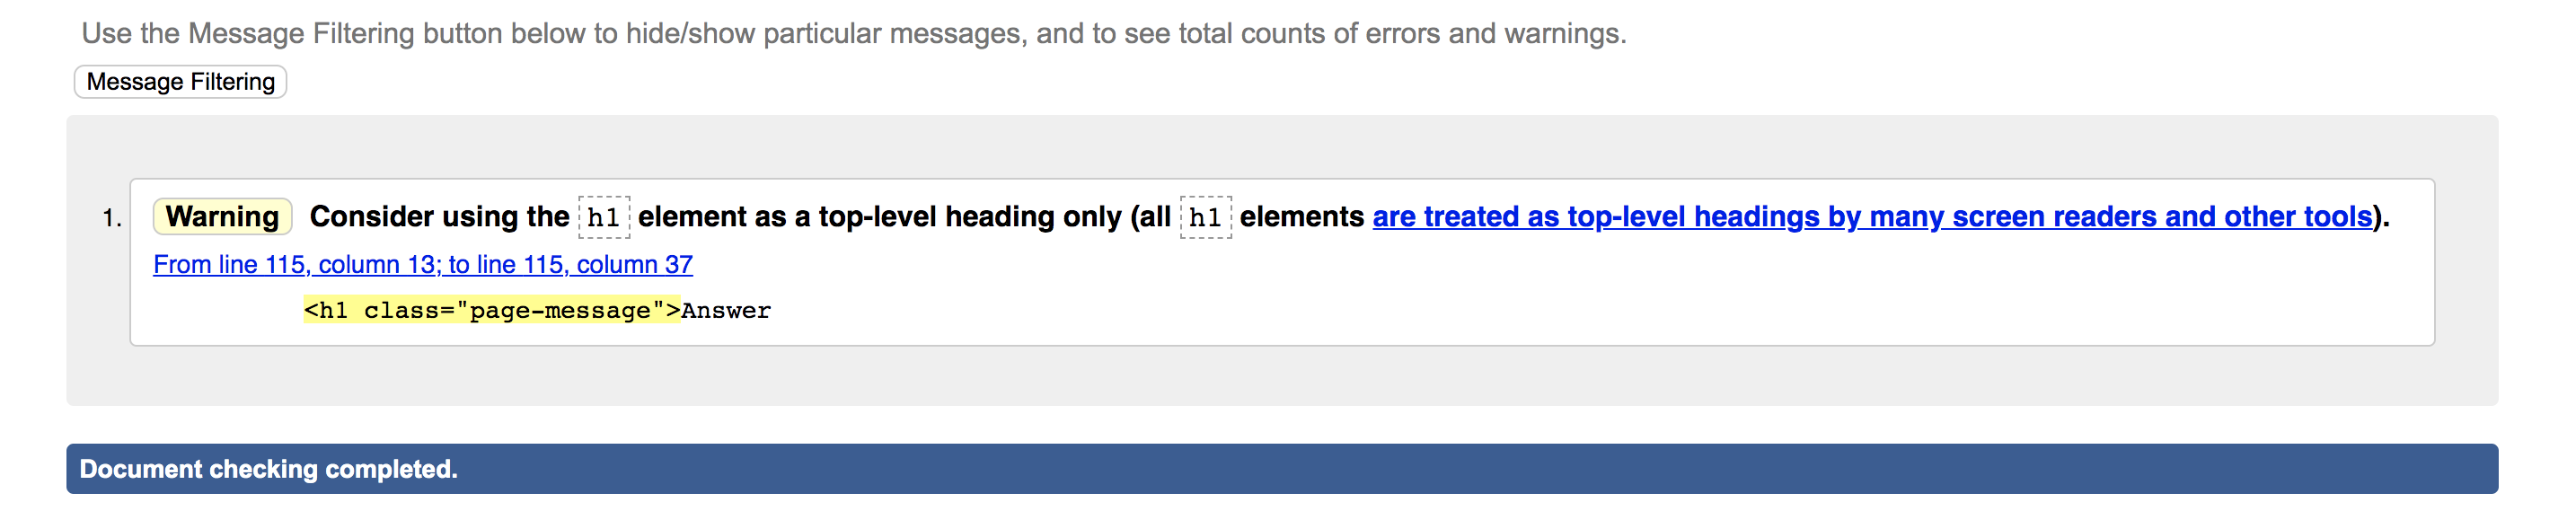 Use the Message Filtering button below to hide/show particular messages, and to see total counts of errors and warnings.
Message Filtering
1. Warning Consider using the h1 element as a top-level heading only (all h1 elements are treated as top-level headings by many screen readers and other tools).
From line 115, column 13; to line 115, column 37
<h1 class="page-message">Answer
Document checking completed.